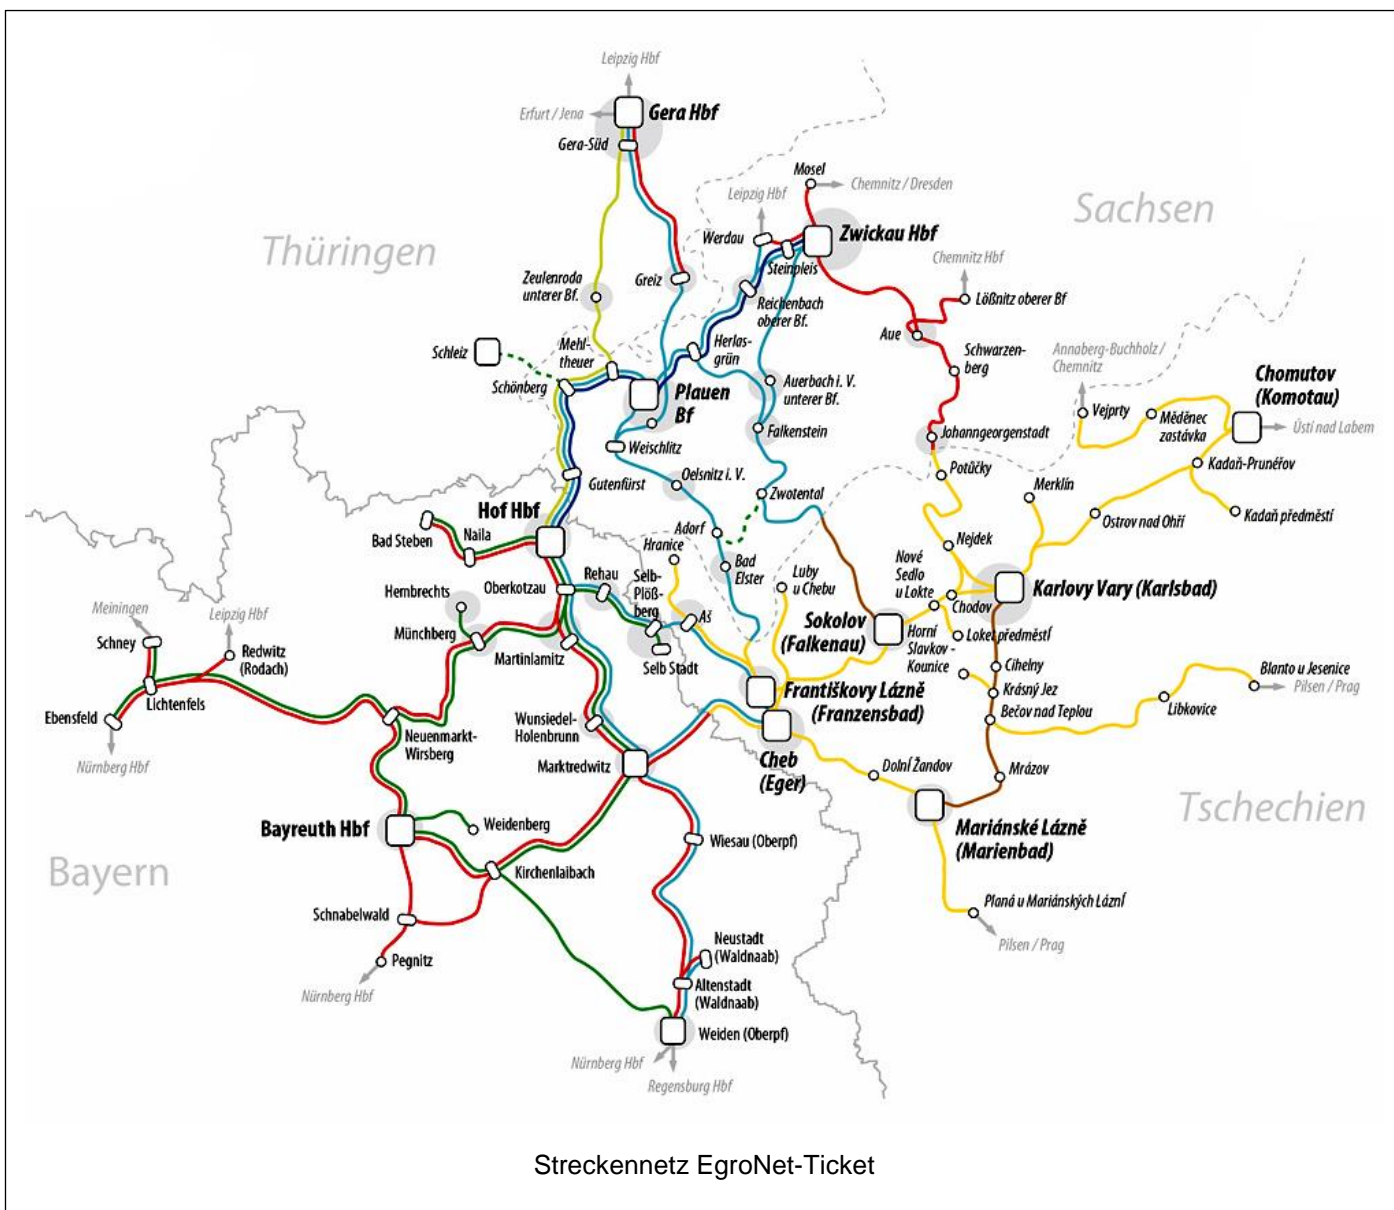 Leipzig Hbf
Erfurt / Jena
Gera Hbf
Gera-Süd
Mosel
Chemnitz / Dresden
Leipzig Hbf
Sachsen
Thüringen
Werdau
Zwickau Hbf
Steinpleis
Chemnitz Hbf
Zeulenroda
unterer Bf.
Greiz
Reichenbach
oberer Bf.
Lößnitz oberer Bf
Aue
Schleiz
Mehl-
theuer
Herlas-
grün
Schwarzen-
berg
Annaberg-Buchholz /
Chemnitz
Schönberg
Plauen
Bf
Auerbach i. V.
unterer Bf.
Chomutov
(Komotau)
Vejprty
Měděnec
zastávka
Ústí nad Labem
Falkenstein
Johanngeorgenstadt
Weischlitz
Kadaň-Prunéřov
Potůčky
Oelsnitz i. V.
Gutenfürst
Merklín
Zwotental
Hof Hbf
Ostrov nad Ohří
Kadaň předměstí
Bad Steben
Naila
Adorf
Hranice
Nejdek
Bad
Elster
Luby
u Chebu
Nové
Sedlo
u Lokte
Oberkotzau
Rehau
Selb-
Plöß-
berg
Karlovy Vary (Karlsbad)
Hembrechts
Chodov
Meiningen
Leipzig Hbf
Aš
Sokolov
(Falkenau)
Horní
Slavkov -
Kounice
Loket předměstí
Schney
Münchberg
Martinlamitz
Selb Stadt
Redwitz
(Rodach)
Cihelny
Blanto u Jesenice
Pilsen / Prag
Lichtenfels
Františkovy Lázně
(Franzensbad)
Krásný Jez
Bečov nad Teplou
Libkovice
Ebensfeld
Neuenmarkt-
Wirsberg
Wunsiedel-
Holenbrunn
Cheb
(Eger)
Nürnberg Hbf
Marktredwitz
Dolní Žandov
Mrázov
Tschechien
Bayreuth Hbf
Weidenberg
Mariánské Lázně
(Marienbad)
Wiesau (Oberpf)
Bayern
Kirchenlaibach
Schnabelwald
Planá u Mariánských Lázní
Pilsen / Prag
Pegnitz
Neustadt
(Waldnaab)
Nürnberg Hbf
Altenstadt
(Waldnaab)
Weiden (Oberpf)
Nürnberg Hbf
Regensburg Hbf
Streckennetz EgroNet-Ticket